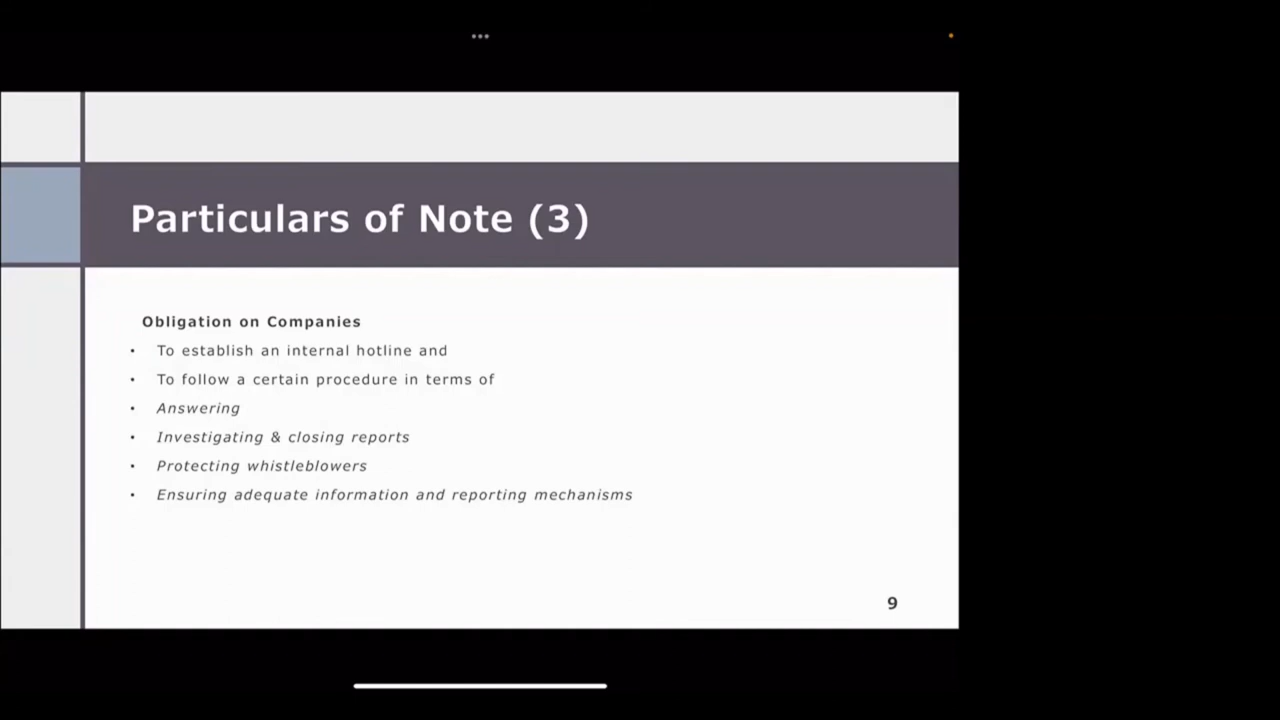 Particulars of Note (3)
Obligation on Companies
• To establish an internal hotline and
• To follow a certain procedure in terms of
• Answering
• Investigating & closing reports
• Protecting whistleblowers
• Ensuring adequate information and reporting mechanisms
9